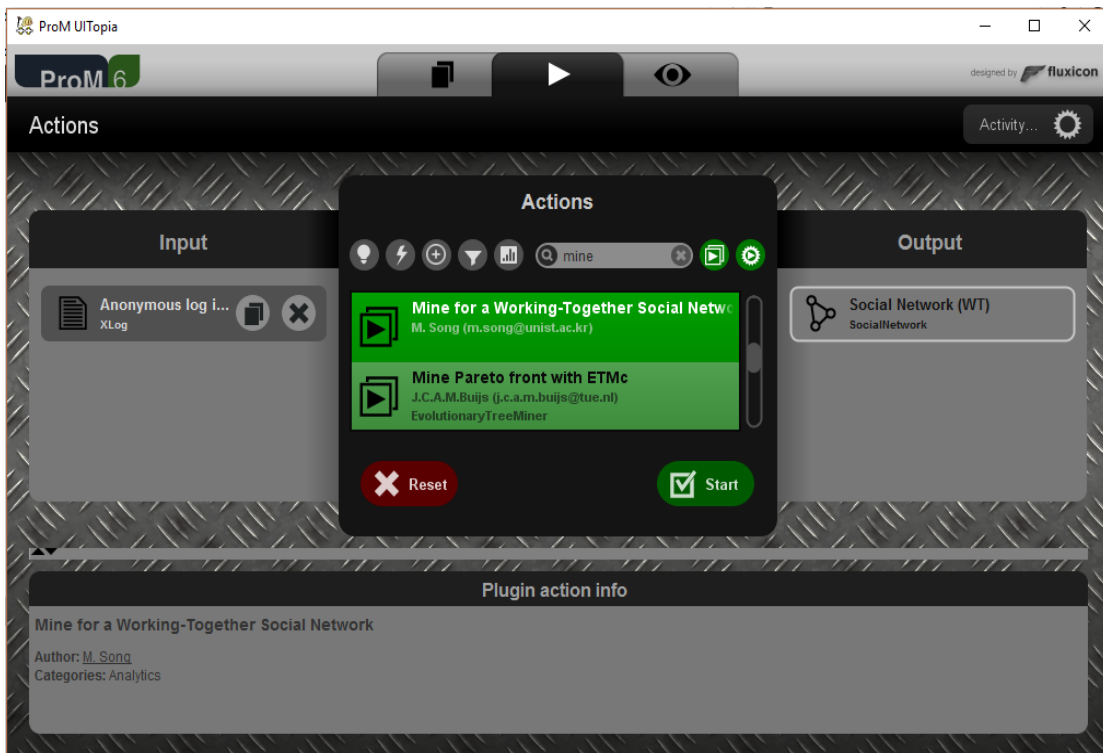 ProM UITopia
ProM 6
designed by fluxicon
Actions
Activity...
Actions
Input
Output
mine
Anonymous log i...
XLog
Mine for a Working-Together Social Netwo
M. Song (m.song@unist.ac.kr)
Mine Pareto front with ETMc
J.C.A.M.Buijs (j.c.a.m.buijs@tue.nl)
EvolutionaryTreeMiner
Social Network (WT)
SocialNetwork
Reset
Start
Plugin action info
Mine for a Working-Together Social Network
Author: M. Song
Categories: Analytics